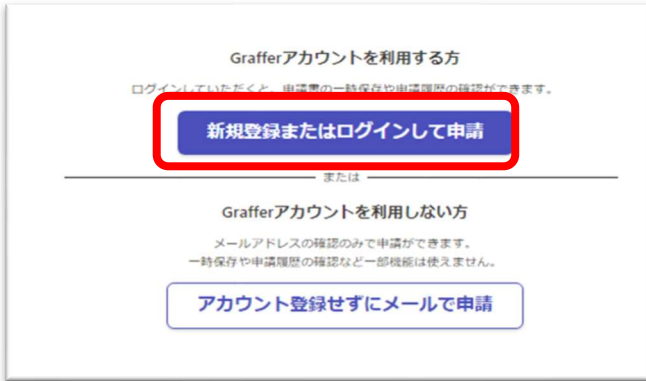 Grafferアカウントを利用する方
ログインしていただくと、申請書の一時保存や申請履歴の確認ができます。
新規登録またはログインして申請
または
Grafferアカウントを利用しない方
メールアドレスの確認のみで申請ができます。
一時保存や申請履歴の確認など一部機能は使えません。
アカウント登録せずにメールで申請